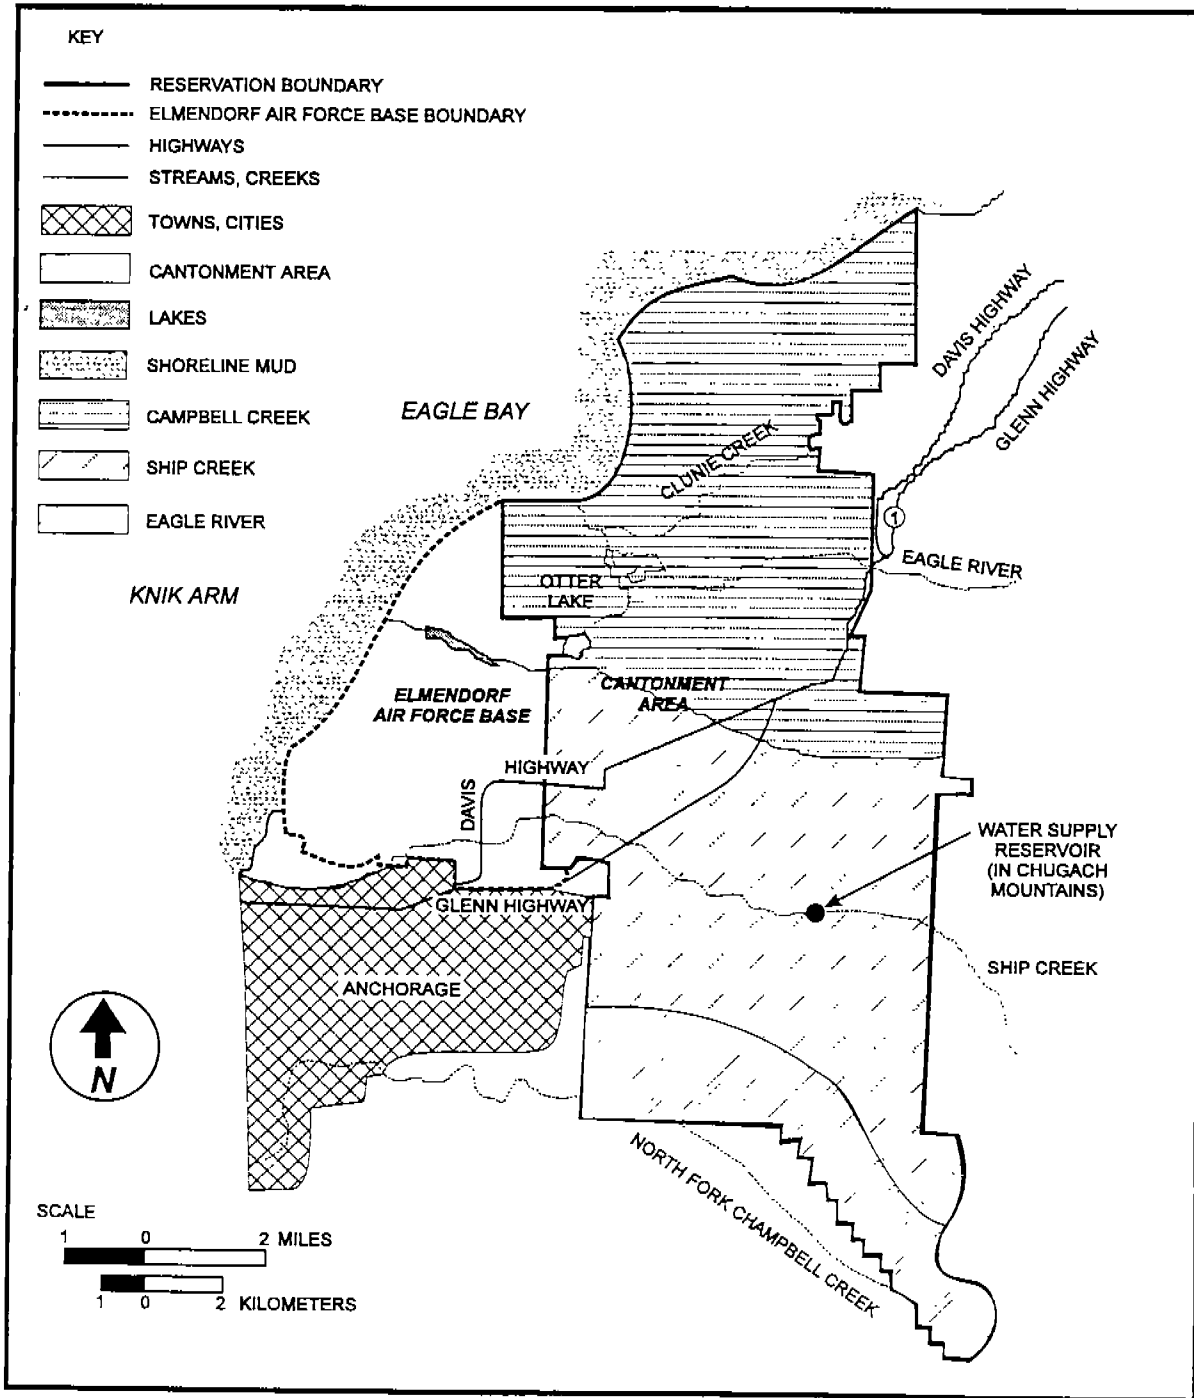 KEY
RESERVATION BOUNDARY
ELMENDORF AIR FORCE BASE BOUNDARY
HIGHWAYS
STREAMS, CREEKS
TOWNS, CITIES
CANTONMENT AREA
LAKES
SHORELINE MUD
CAMPBELL CREEK
SHIP CREEK
EAGLE RIVER
DAVIS HIGHWAY
GLENN HIGHWAY
EAGLE BAY
CLUNIE CREEK
1
EAGLE RIVER
KNIK ARM
OTTER
LAKE
ELMENDORF
AIR FORCE BASE
CANTONMENT
AREA
HIGHWAY
DAVIS
WATER SUPPLY
RESERVOIR
(IN CHUGACH
MOUNTAINS)
GLENN HIGHWAY
ANCHORAGE
SHIP CREEK
N
NORTH FORK CHAMPBELL CREEK
SCALE
1 0 2 MILES
1 0 2 KILOMETERS